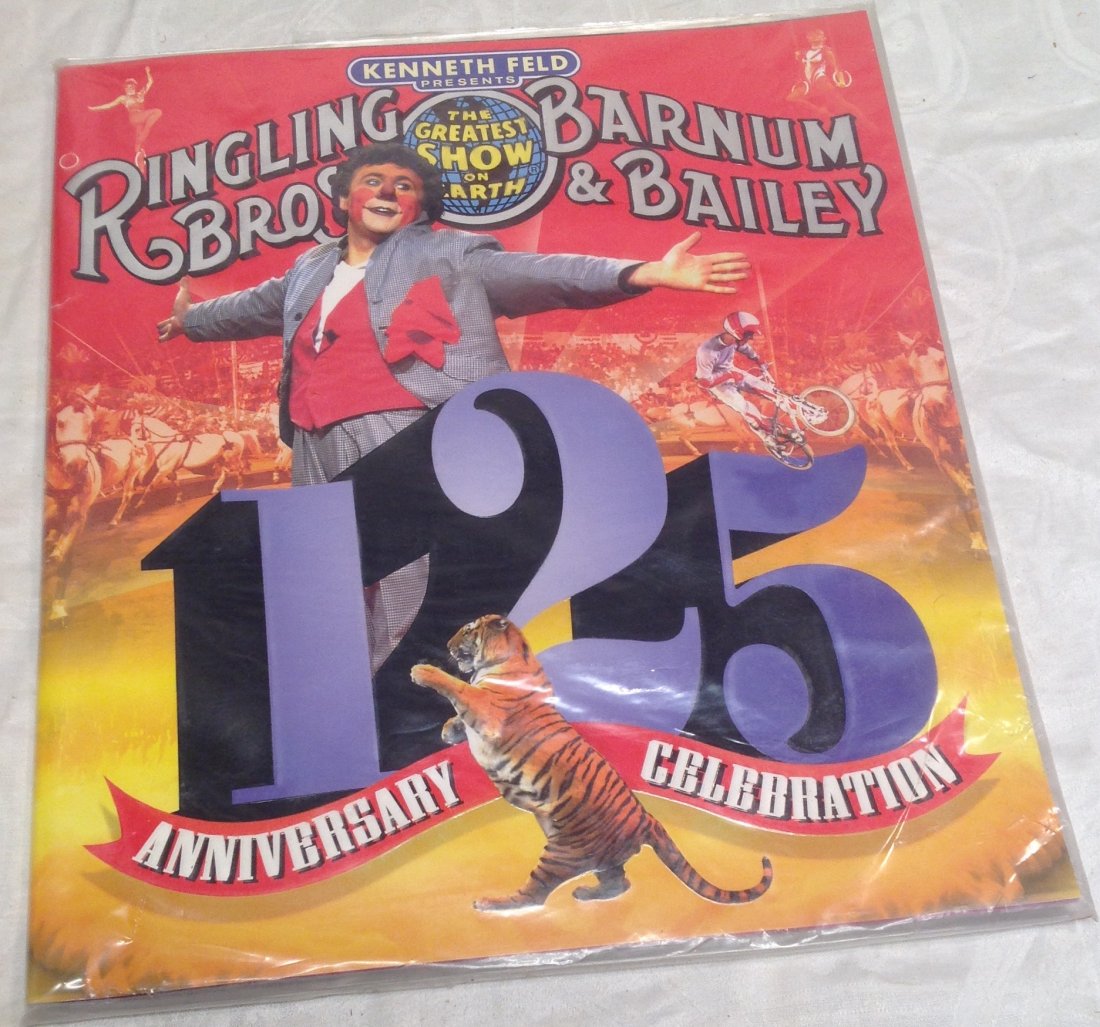 KENNETH FELD
PRESENTS
RINGLING
BROS
THE
GREATEST
SHOW
ON
EARTH
®
BARNUM
& BAILEY
125
ANNIVERSARY
CELEBRATION